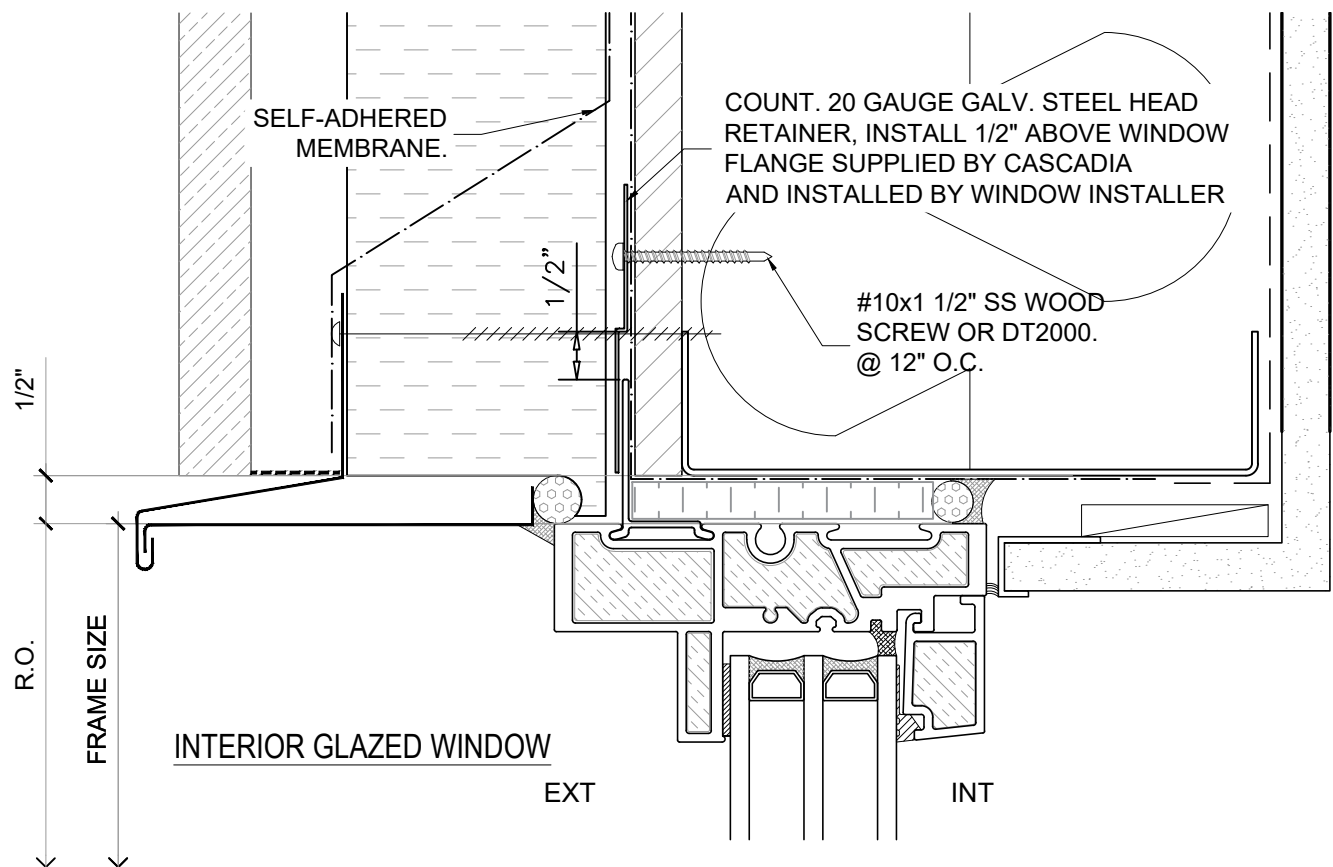 SELF-ADHERED
MEMBRANE.
COUNT. 20 GAUGE GALV. STEEL HEAD
RETAINER, INSTALL 1/2" ABOVE WINDOW
FLANGE SUPPLIED BY CASCADIA
AND INSTALLED BY WINDOW INSTALLER
1/2"
#10x1 1/2" SS WOOD
SCREW OR DT2000.
@ 12" O.C.
1/2"
R.O.
FRAME SIZE
INTERIOR GLAZED WINDOW
EXT
INT